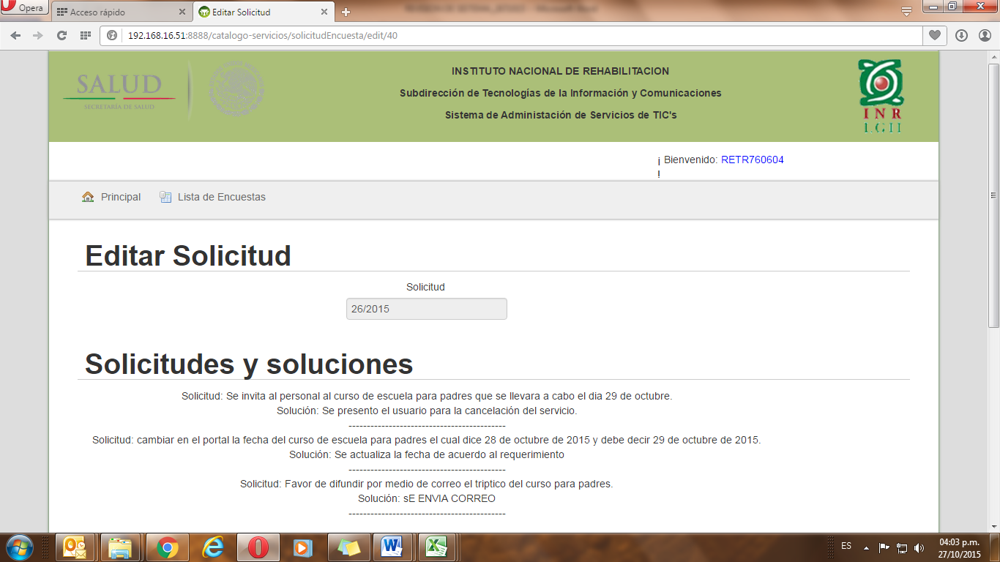 Opera
Acceso rápido
Editar Solicitud
192.168.16.51:8888/catalogo-servicios/solicitudEncuesta/edit/40
SALUD
SECRETARÍA DE SALUD
INSTITUTO NACIONAL DE REHABILITACION
Subdirección de Tecnologías de la Información y Comunicaciones
Sistema de Administación de Servicios de TIC's
INR
LGII
¡ Bienvenido: RETR760604
!
Principal
Lista de Encuestas
Editar Solicitud
Solicitud
26/2015
Solicitudes y soluciones
Solicitud: Se invita al personal al curso de escuela para padres que se llevara a cabo el dia 29 de octubre.
Solución: Se presento el usuario para la cancelación del servicio.
-------------------------------------------
Solicitud: cambiar en el portal la fecha del curso de escuela para padres el cual dice 28 de octubre de 2015 y debe decir 29 de octubre de 2015.
Solución: Se actualiza la fecha de acuerdo al requerimiento
-------------------------------------------
Solicitud: Favor de difundir por medio de correo el triptico del curso para padres.
Solución: sE ENVIA CORREO
-------------------------------------------
ES
04:03 p.m.
27/10/2015